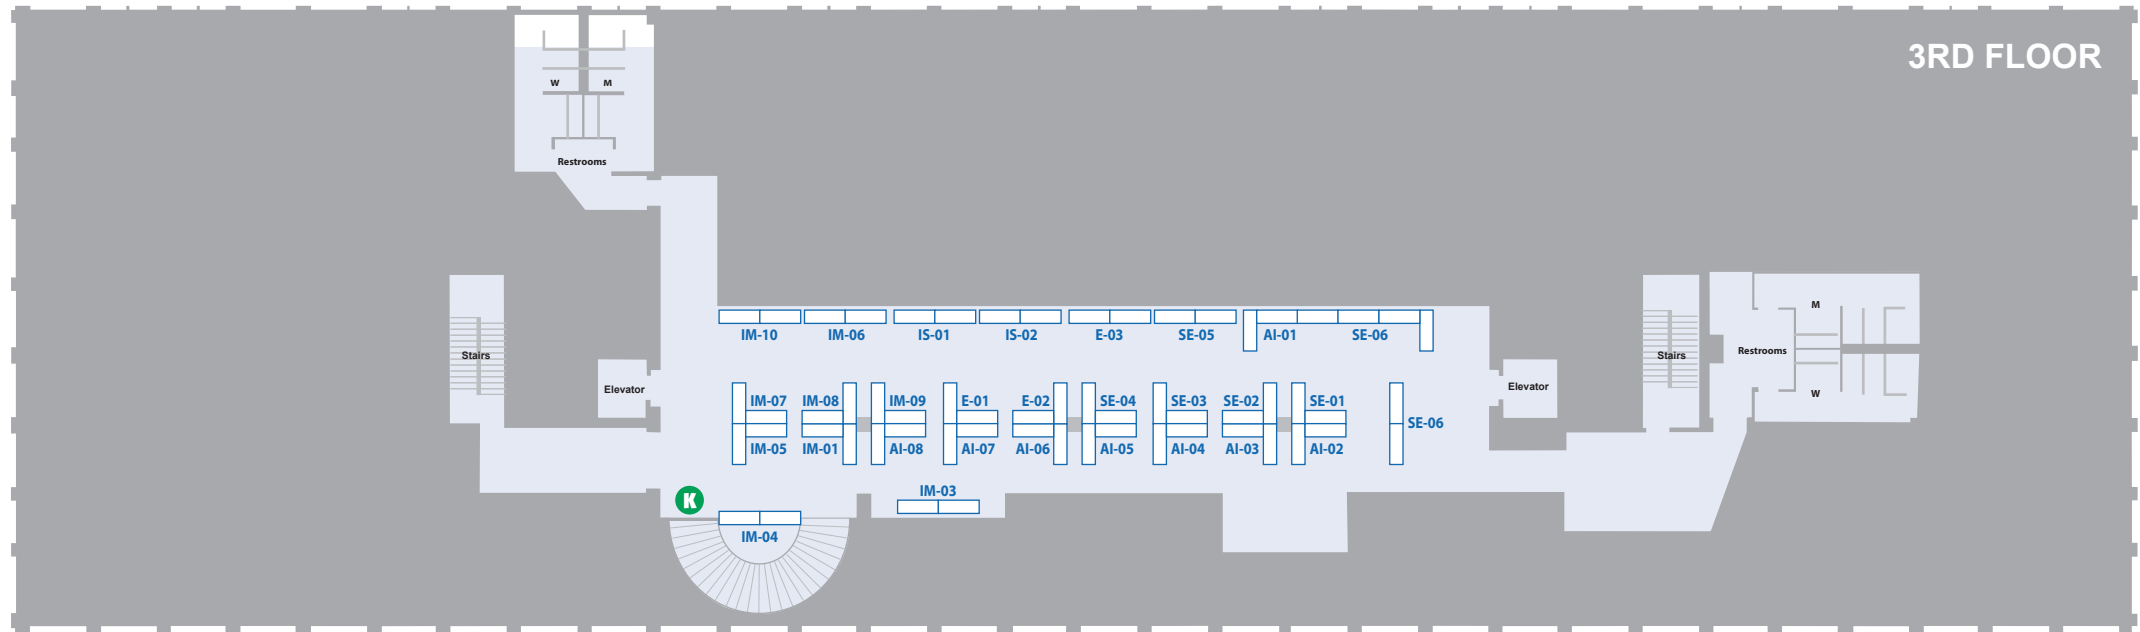 3RD FLOOR
W M
Restrooms
IM-10 IM-06 IS-01 IS-02 E-03 SE-05 AI-01 SE-06
M
Stairs
Stairs
Restrooms
Elevator
Elevator
W
IM-07 IM-08 IM-09 E-01 E-02 SE-04 SE-03 SE-02 SE-01
SE-06
IM-05 IM-01 AI-08 AI-07 AI-06 AI-05 AI-04 AI-03 AI-02
IM-03
K
IM-04